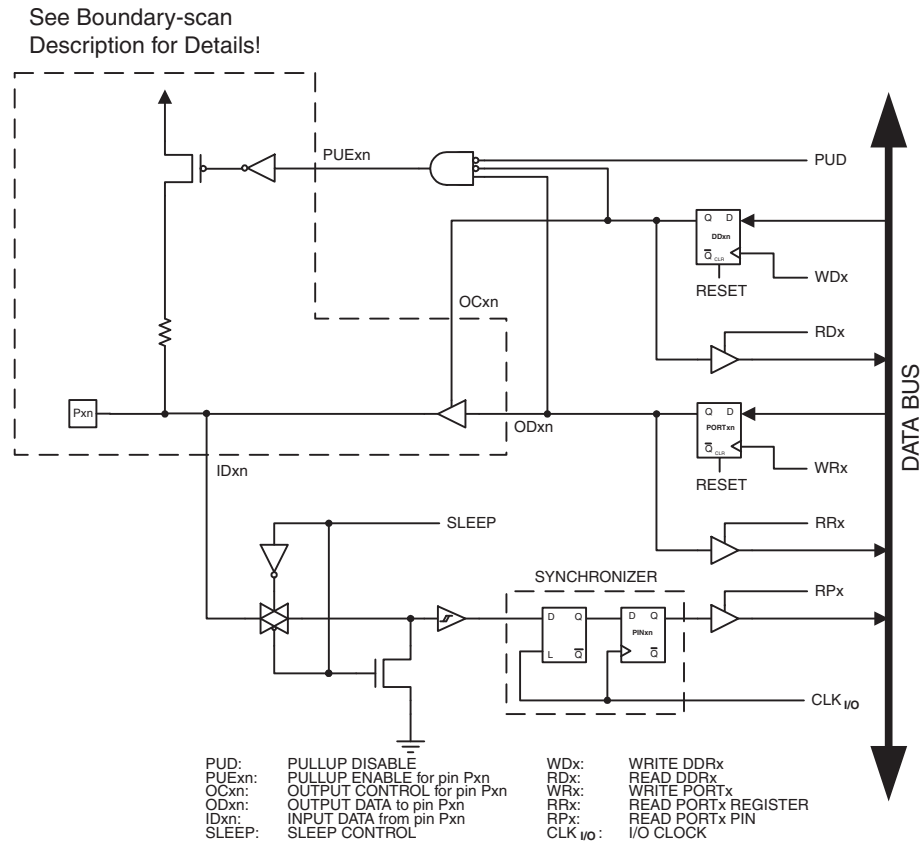 See Boundary-scan
Description for Details!
PUExn
PUD
Q D
DDxn
Q CLR
WDx
RESET
OCxn
RDx
Pxn
ODxn
Q D
PORTxn
Q CLR
WRx
RESET
IDxn
SLEEP
RRx
SYNCHRONIZER
RPx
D Q
L Q
D Q
PINxn
Q
CLK I/O
DATA BUS
PUD: PULLUP DISABLE
PUExn: PULLUP ENABLE for pin Pxn
OCxn: OUTPUT CONTROL for pin Pxn
ODxn: OUTPUT DATA to pin Pxn
IDxn: INPUT DATA from pin Pxn
SLEEP: SLEEP CONTROL
WDx: WRITE DDRx
RDx: READ DDRx
WRx: WRITE PORTx
RRx: READ PORTx REGISTER
RPx: READ PORTx PIN
CLK I/O: I/O CLOCK